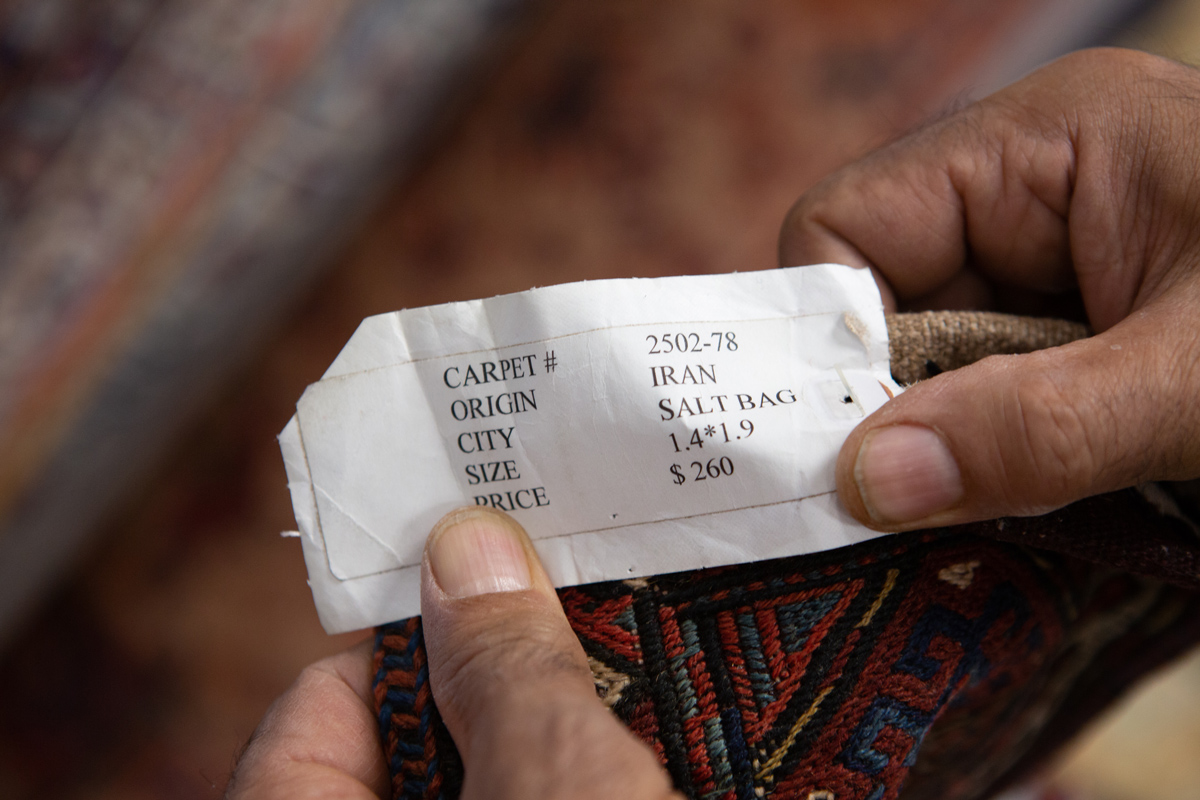 CARPET # 2502-78
ORIGIN IRAN
CITY SALT BAG
SIZE 1.4*1.9
PRICE $ 260